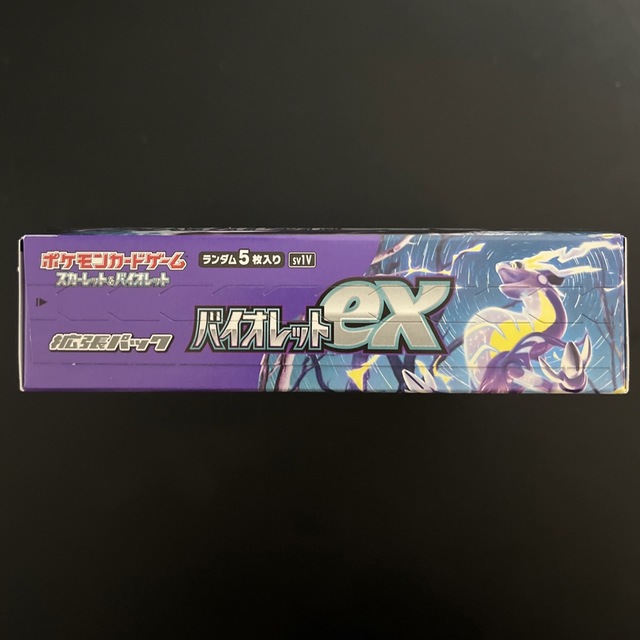 ポケモンカードゲーム
スカーレット&バイオレット
ランダム5枚入り
sv1V
拡張パック
バイオレットex